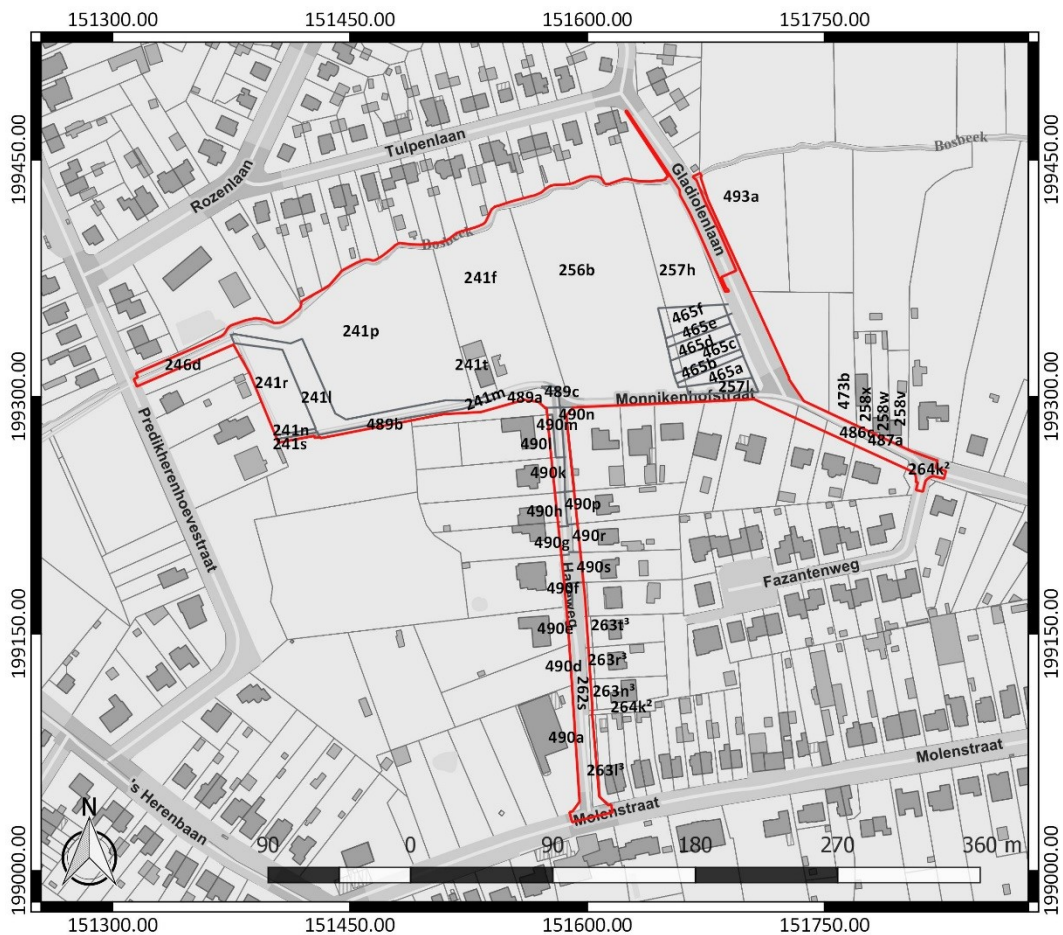 151300.00 151450.00 151600.00 151750.00
199450.00
199450.00
Tulpenlaan
Rozenlaan
Gladiolenlaan
Bosbeek
Bosbeek
493a
241f
256b
257h
465f
465e
465d
465c
465b
465a
257l
241p
246d
241r
241l
241t
241m
489a
489c
489b
241n
241s
199300.00
199300.00
Monnikenhofstraat
490n
490m
490l
490k
490h
490g
490f
490e
490d
490a
490p
490r
490s
263t³
263r³
263n³
264k²
262s
263l³
473b
258x
258w
258v
487a
264k²
Predikherenhoevestraat
Fazantenweg
199150.00
199150.00
Molenstraat
Molenstraat
's Herenbaan
N
90 0 90 180 270 360 m
199000.00
199000.00
151300.00 151450.00 151600.00 151750.00